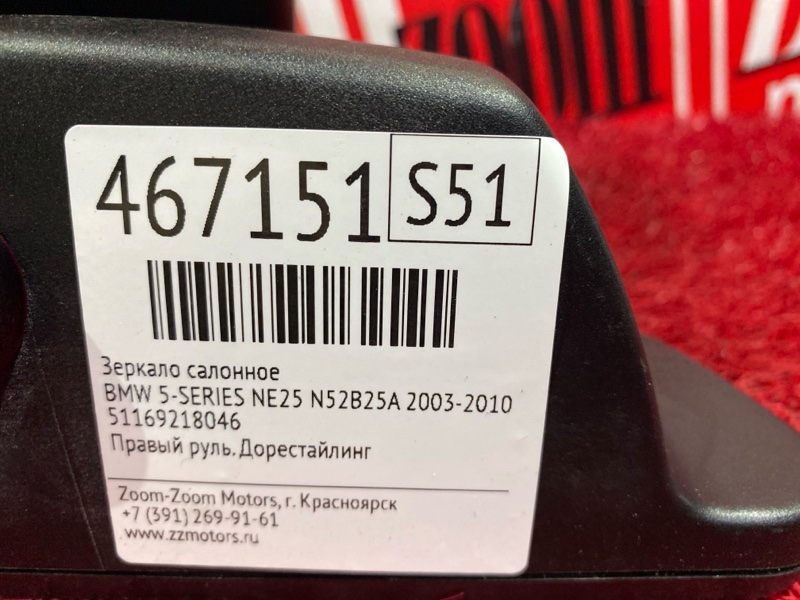 ZOOM
467151 S51
Зеркало салонное
BMW 5-SERIES NE25 N52B25A 2003-2010
51169218046
Правый руль. Дорестайлинг
Zoom-Zoom Motors, г. Красноярск
+7 (391) 269-91-61
www.zzmotors.ru